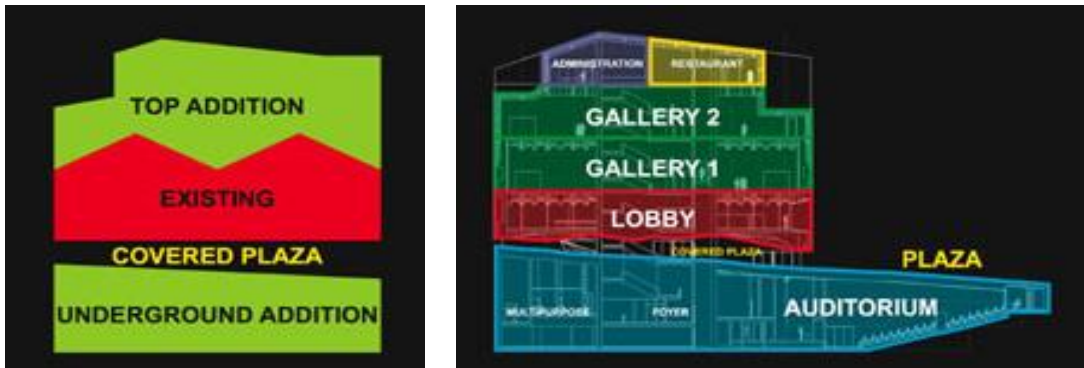 TOP ADDITION
EXISTING
COVERED PLAZA
UNDERGROUND ADDITION
ADMINISTRATION
RESTAURANT
GALLERY 2
GALLERY 1
LOBBY
COVERED PLAZA
PLAZA
MULTIPURPOSE
FOYER
AUDITORIUM